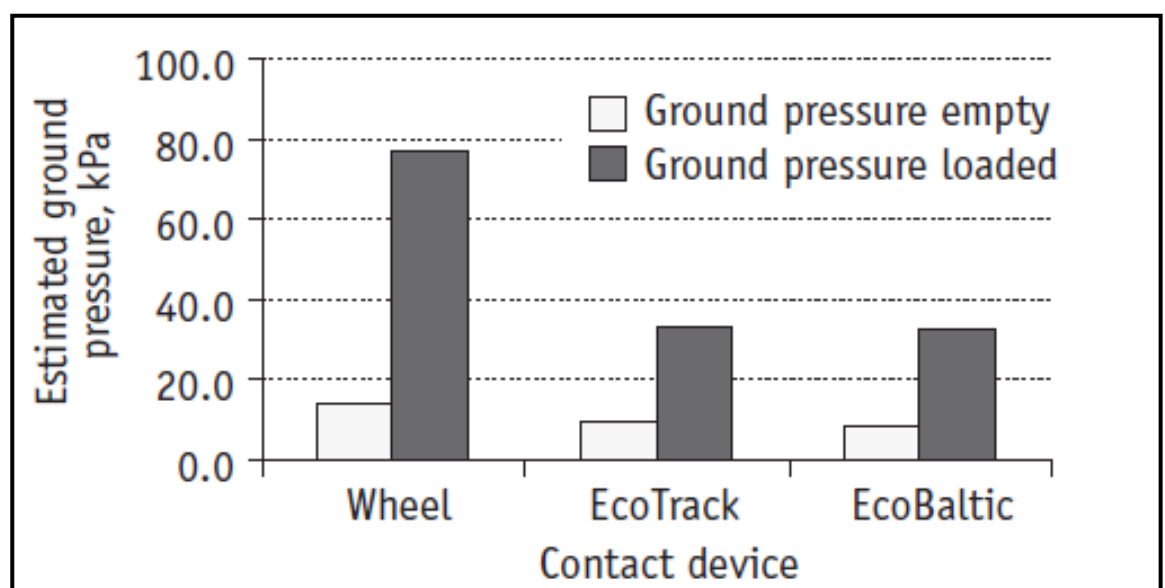 100.0
80.0
60.0
40.0
20.0
0.0
Estimated ground
pressure, kPa
Ground pressure empty
Ground pressure loaded
Wheel
EcoTrack
EcoBaltic
Contact device